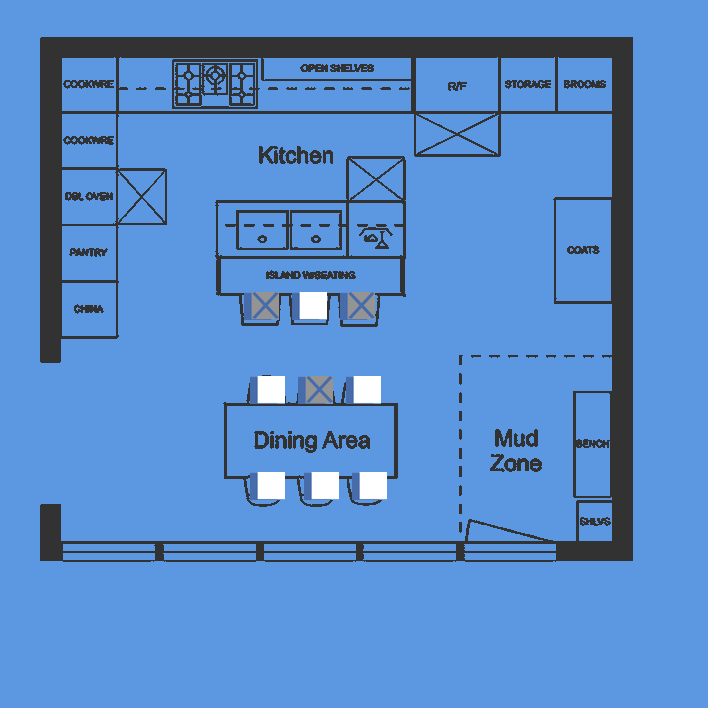 COOKWRE
OPEN SHELVES
R/F
STORAGE
BROOMS
COOKWRE
Kitchen
DBL OVEN
PANTRY
COATS
ISLAND W/SEATING
CHINA
Dining Area
Mud
Zone
BENCH
SHLVS